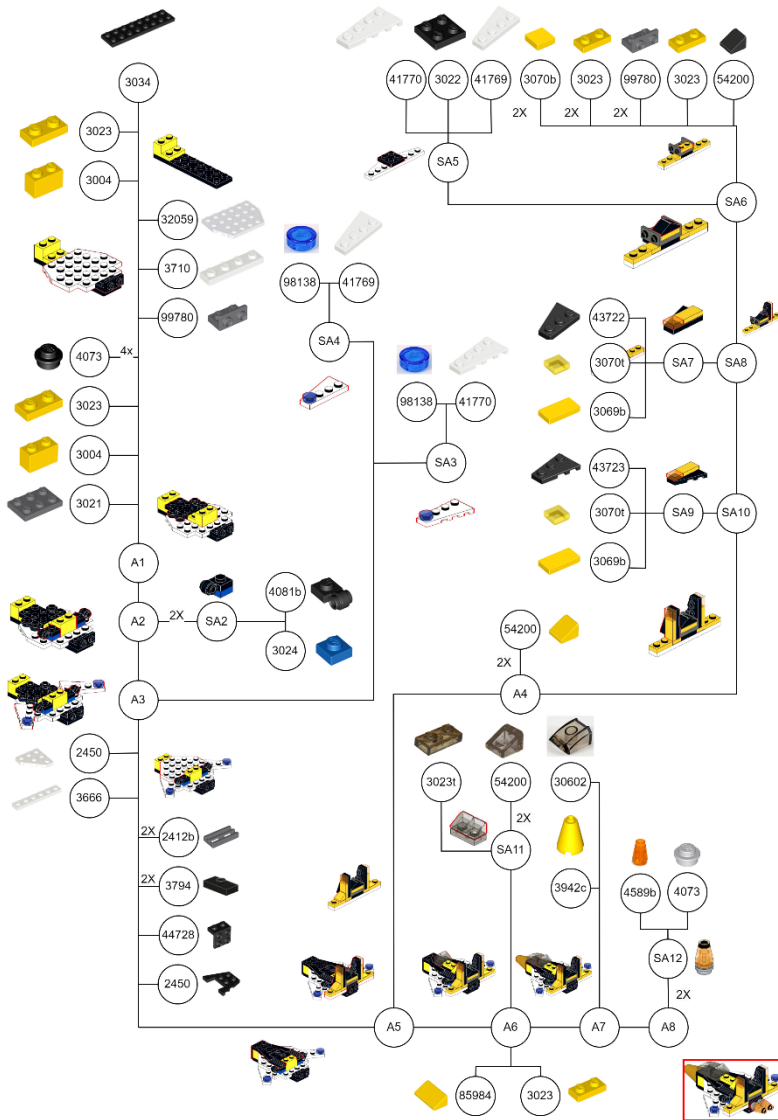 3034
41770 3022 41769 3070b 3023 99780 3023 54200
2X 2X 2X
3023
SA5
3004
SA6
32059
3710
98138 41769
99780
43722
SA4
4073 4x
3070t SA7 SA8
98138 41770
3023
3069b
3004
SA3
43723
3021
3070t SA9 SA10
A1
3069b
4081b
A2 2X SA2
54200
3024
2X
A3
A4
2450
3023t 54200 30602
3666
2X
2X 2412b
SA11
2X 3794
3942c 4589b 4073
44728
SA12
2450
2X
A5 A6 A7 A8
85984 3023